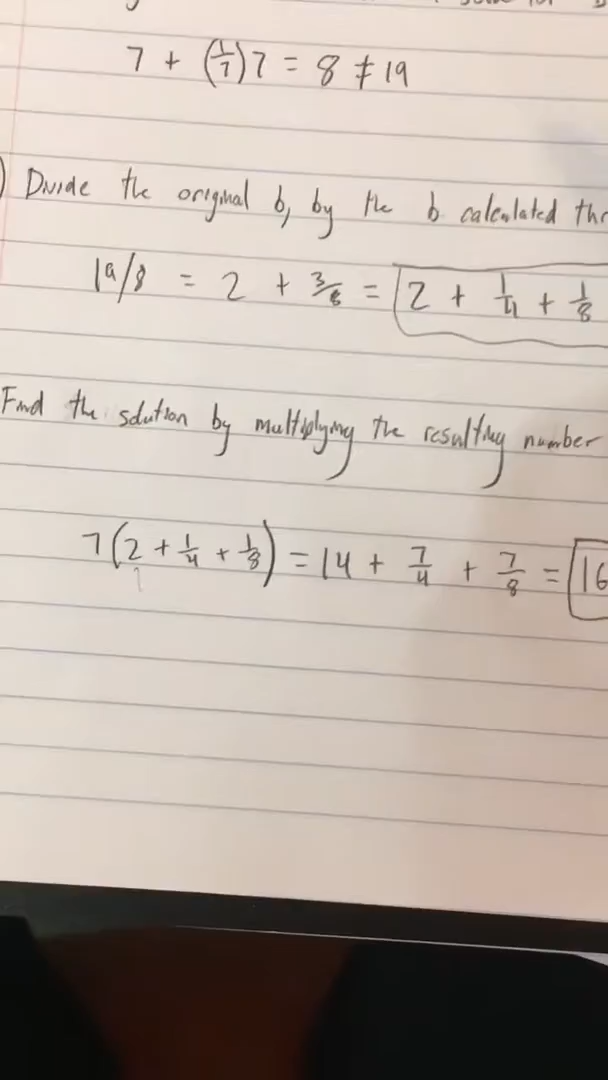 7 + (1/7)7 = 8 ≠ 19
) Divide the original b, by the b calculated thr
19/8 = 2 + 3/8 = 2 + 1/4 + 1/8
Find the solution by multiplying the resulting number
7(2 + 1/4 + 1/8) = 14 + 7/4 + 7/8 = 16